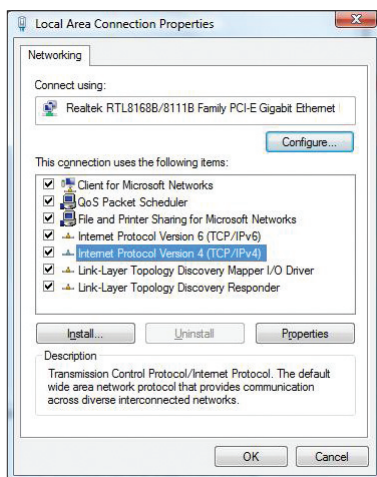 Local Area Connection Properties
Networking
Connect using:
Realtek RTL8168B/8111B Family PCI-E Gigabit Ethernet
Configure...
This connection uses the following items:
Client for Microsoft Networks
QoS Packet Scheduler
File and Printer Sharing for Microsoft Networks
Internet Protocol Version 6 (TCP/IPv6)
Internet Protocol Version 4 (TCP/IPv4)
Link-Layer Topology Discovery Mapper I/O Driver
Link-Layer Topology Discovery Responder
Install... Uninstall Properties
Description
Transmission Control Protocol/Internet Protocol. The default
wide area network protocol that provides communication
across diverse interconnected networks.
OK Cancel